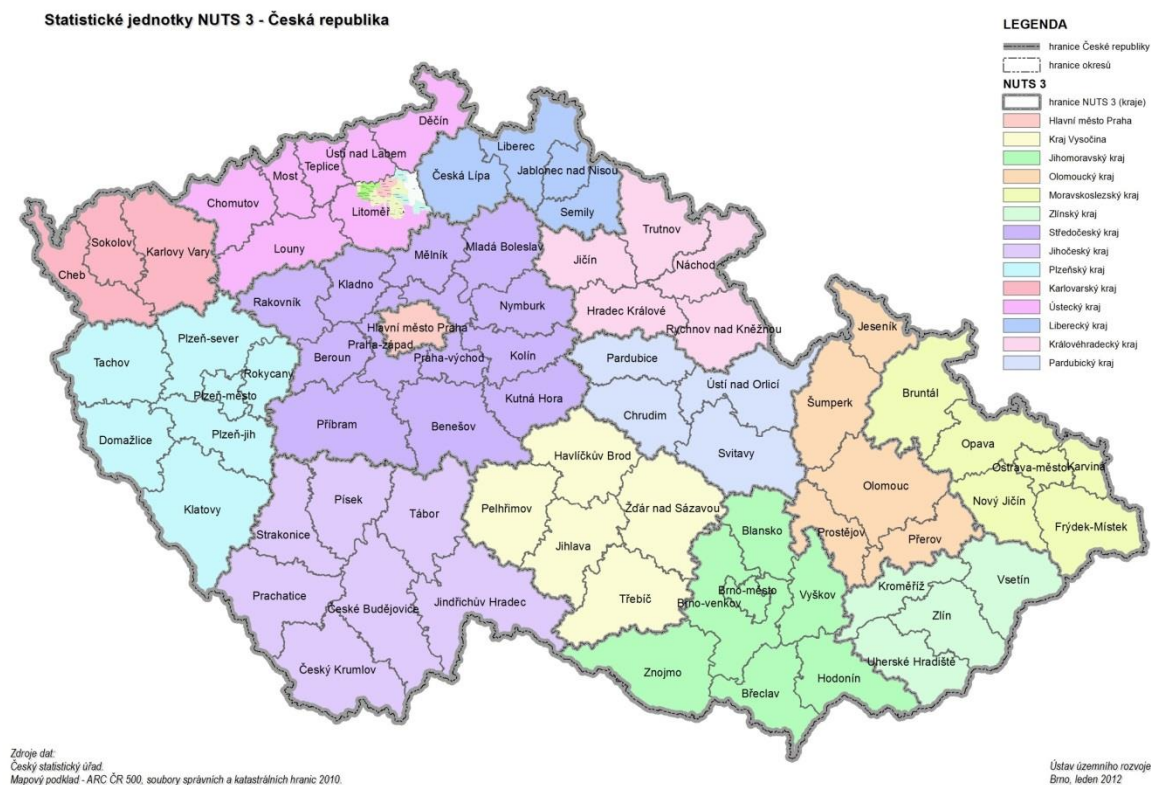 Statistické jednotky NUTS 3 - Česká republika
LEGENDA
hranice České republiky
hranice okresů
NUTS 3
hranice NUTS 3 (kraje)
Hlavní město Praha
Kraj Vysočina
Jihomoravský kraj
Olomoucký kraj
Moravskoslezský kraj
Zlínský kraj
Středočeský kraj
Jihočeský kraj
Plzeňský kraj
Karlovarský kraj
Ústecký kraj
Liberecký kraj
Královéhradecký kraj
Pardubický kraj
Děčín
Ústí nad Labem
Liberec
Teplice
Most
Česká Lípa
Jablonec nad Nisou
Chomutov
Litoměř
Semily
Trutnov
Sokolov
Karlovy Vary
Louny
Mělník
Mladá Boleslav
Jičín
Náchod
Cheb
Kladno
Rakovník
Nymburk
Hradec Králové
Hlavní město Praha
Rychnov nad Kněžnou
Jeseník
Plzeň-sever
Praha-západ
Tachov
Beroun
Praha-východ
Kolín
Pardubice
Rokycany
Ústí nad Orlicí
Bruntál
Plzeň-město
Kutná Hora
Šumperk
Chrudim
Příbram
Benešov
Domažlice
Plzeň-jih
Opava
Svitavy
Havlíčkův Brod
Ostrava-město
Karviná
Olomouc
Písek
Nový Jičín
Klatovy
Tábor
Pelhřimov
Žďár nad Sázavou
Frýdek-Místek
Strakonice
Blansko
Prostějov
Přerov
Jihlava
Vsetín
Kroměříž
Brno-město
Prachatice
České Budějovice
Jindřichův Hradec
Třebíč
Brno-venkov
Vyškov
Zlín
Uherské Hradiště
Český Krumlov
Znojmo
Hodonín
Břeclav
Zdroje dat:
Český statistický úřad.
Mapový podklad - ARC ČR 500, soubory správních a katastrálních hranic 2010.
Ústav územního rozvoje
Brno, leden 2012